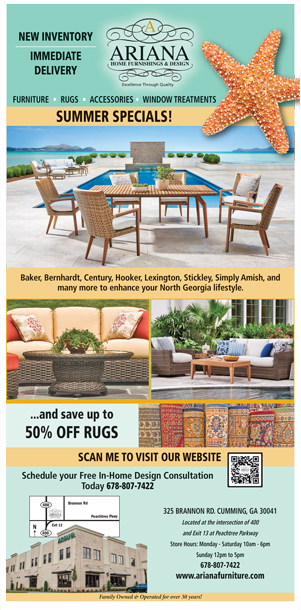 NEW INVENTORY
IMMEDIATE
DELIVERY
A
ARIANA
HOME FURNISHINGS & DESIGN
Excellence Through Quality
FURNITURE • RUGS • ACCESSORIES • WINDOW TREATMENTS
SUMMER SPECIALS!
Baker, Bernhardt, Century, Hooker, Lexington, Stickley, Simply Amish, and
many more to enhance your North Georgia lifestyle.
...and save up to
50% OFF RUGS
SCAN ME TO VISIT OUR WEBSITE
Schedule your Free In-Home Design Consultation
Today 678-807-7422
Brannon Rd
400
Peachtree Pkwy
N
Exit 13
400
ARIANA
325 BRANNON RD. CUMMING, GA 30041
Located at the intersection of 400
and Exit 13 at Peachtree Parkway
Store Hours: Monday - Saturday 10am - 6pm
Sunday 12pm to 5pm
678-807-7422
www.arianafurniture.com
Family Owned & Operated for over 30 years!